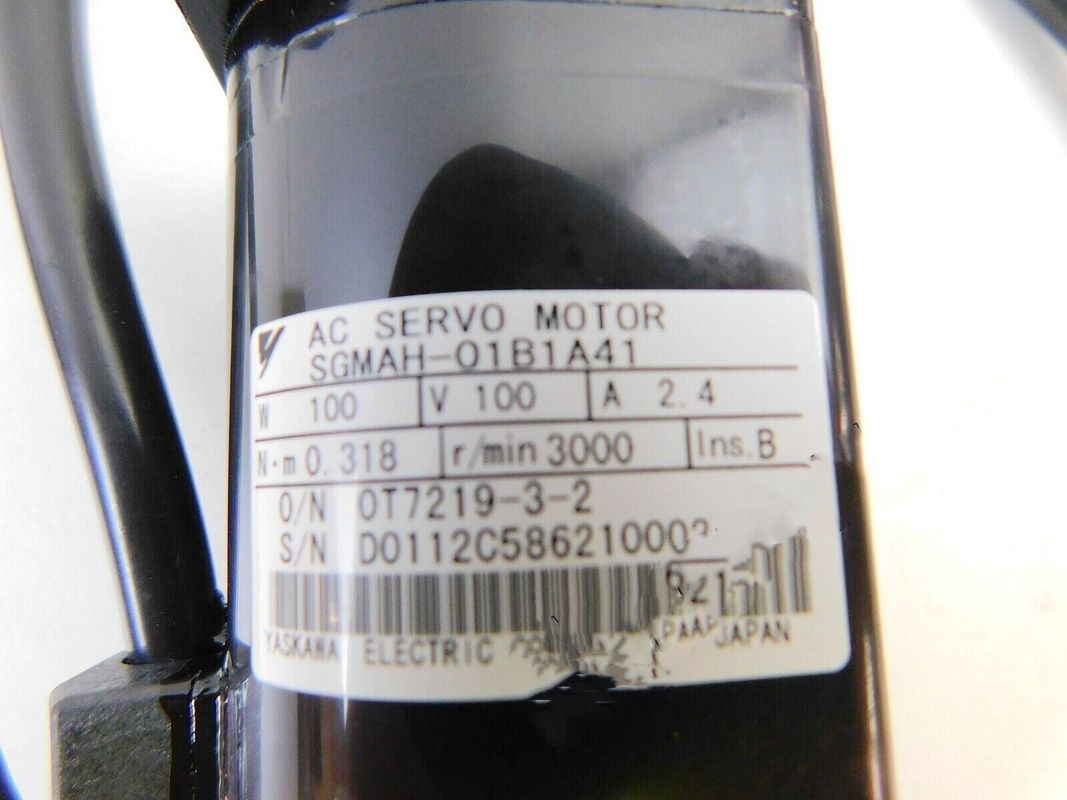 AC SERVO MOTOR
SGMAH-01B1A41
W 100 V 100 A 2.4
N·m 0.318 r/min 3000 Ins. B
O/N 0T7219-3-2
S/N
YASKAWA ELECTRIC JAPAN